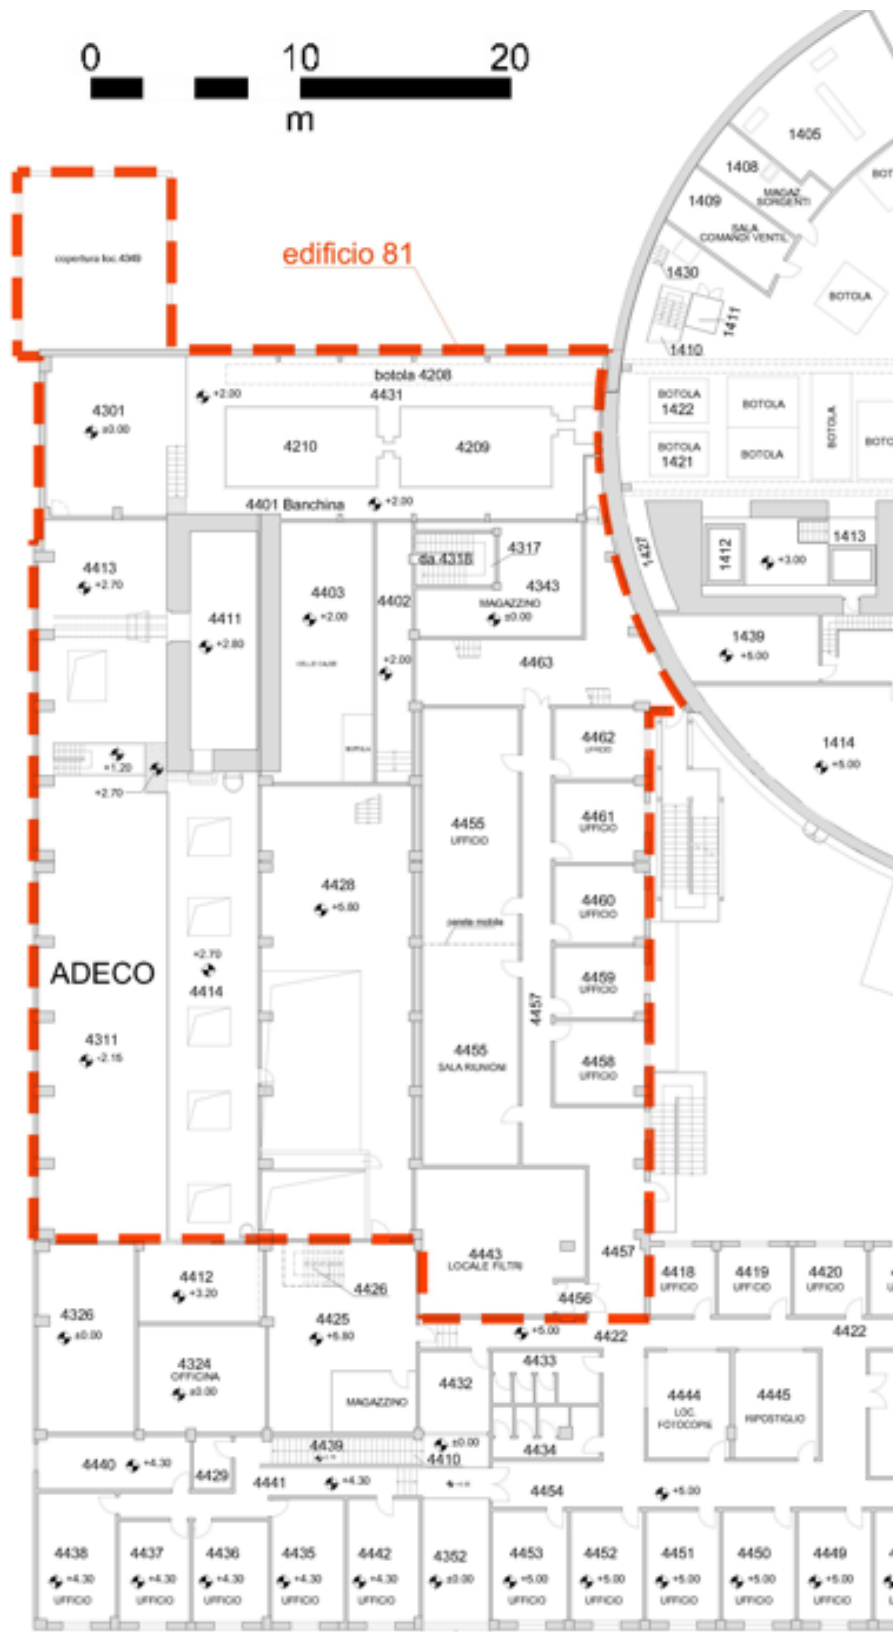 0 10 20
m
1405
1408
MAGAZ.
SORGENTI
BOT
1409
SALA
COMANDI VENTIL
copertura loc.4349
edificio 81
1430
BOTOLA
1411
1410
botola 4208
4431
+2.00
4301
±0.00
4210
4209
BOTOLA
1422
BOTOLA
BOTOLA
BOTO
BOTOLA
1421
BOTOLA
4401 Banchina
+2.00
1427
1412
1413
+3.00
4413
+2.70
4403
+2.00
4402
da 4318
4317
4343
MAGAZZINO
±0.00
4411
+2.80
1439
+5.00
CELLE CALDE
+2.00
4463
4462
UFFICIO
BOTOLA
1414
+5.00
+1.20
+2.70
4455
UFFICIO
4461
UFFICIO
4428
+5.80
4460
UFFICIO
parete mobile
+2.70
4414
ADECO
4459
UFFICIO
4457
4311
-2.15
4455
SALA RIUNIONI
4458
UFFICIO
4443
LOCALE FILTRI
4457
4412
+3.20
4426
4418
UFFICIO
4419
UFFICIO
4420
UFFICIO
4326
±0.00
4425
+5.80
4456
+5.00
4422
4422
4324
OFFICINA
±0.00
4433
4432
MAGAZZINO
4444
LOC.
FOTOCOPIE
4445
RIPOSTIGLIO
4439
±0.00
4410
4434
4440
+4.30
4429
4441
+4.30
4454
+5.00
4438
+4.30
UFFICIO
4437
+4.30
UFFICIO
4436
+4.30
UFFICIO
4435
+4.30
UFFICIO
4442
+4.30
UFFICIO
4352
±0.00
4453
+5.00
UFFICIO
4452
+5.00
UFFICIO
4451
+5.00
UFFICIO
4450
+5.00
UFFICIO
4449
+5.00
UFFICIO